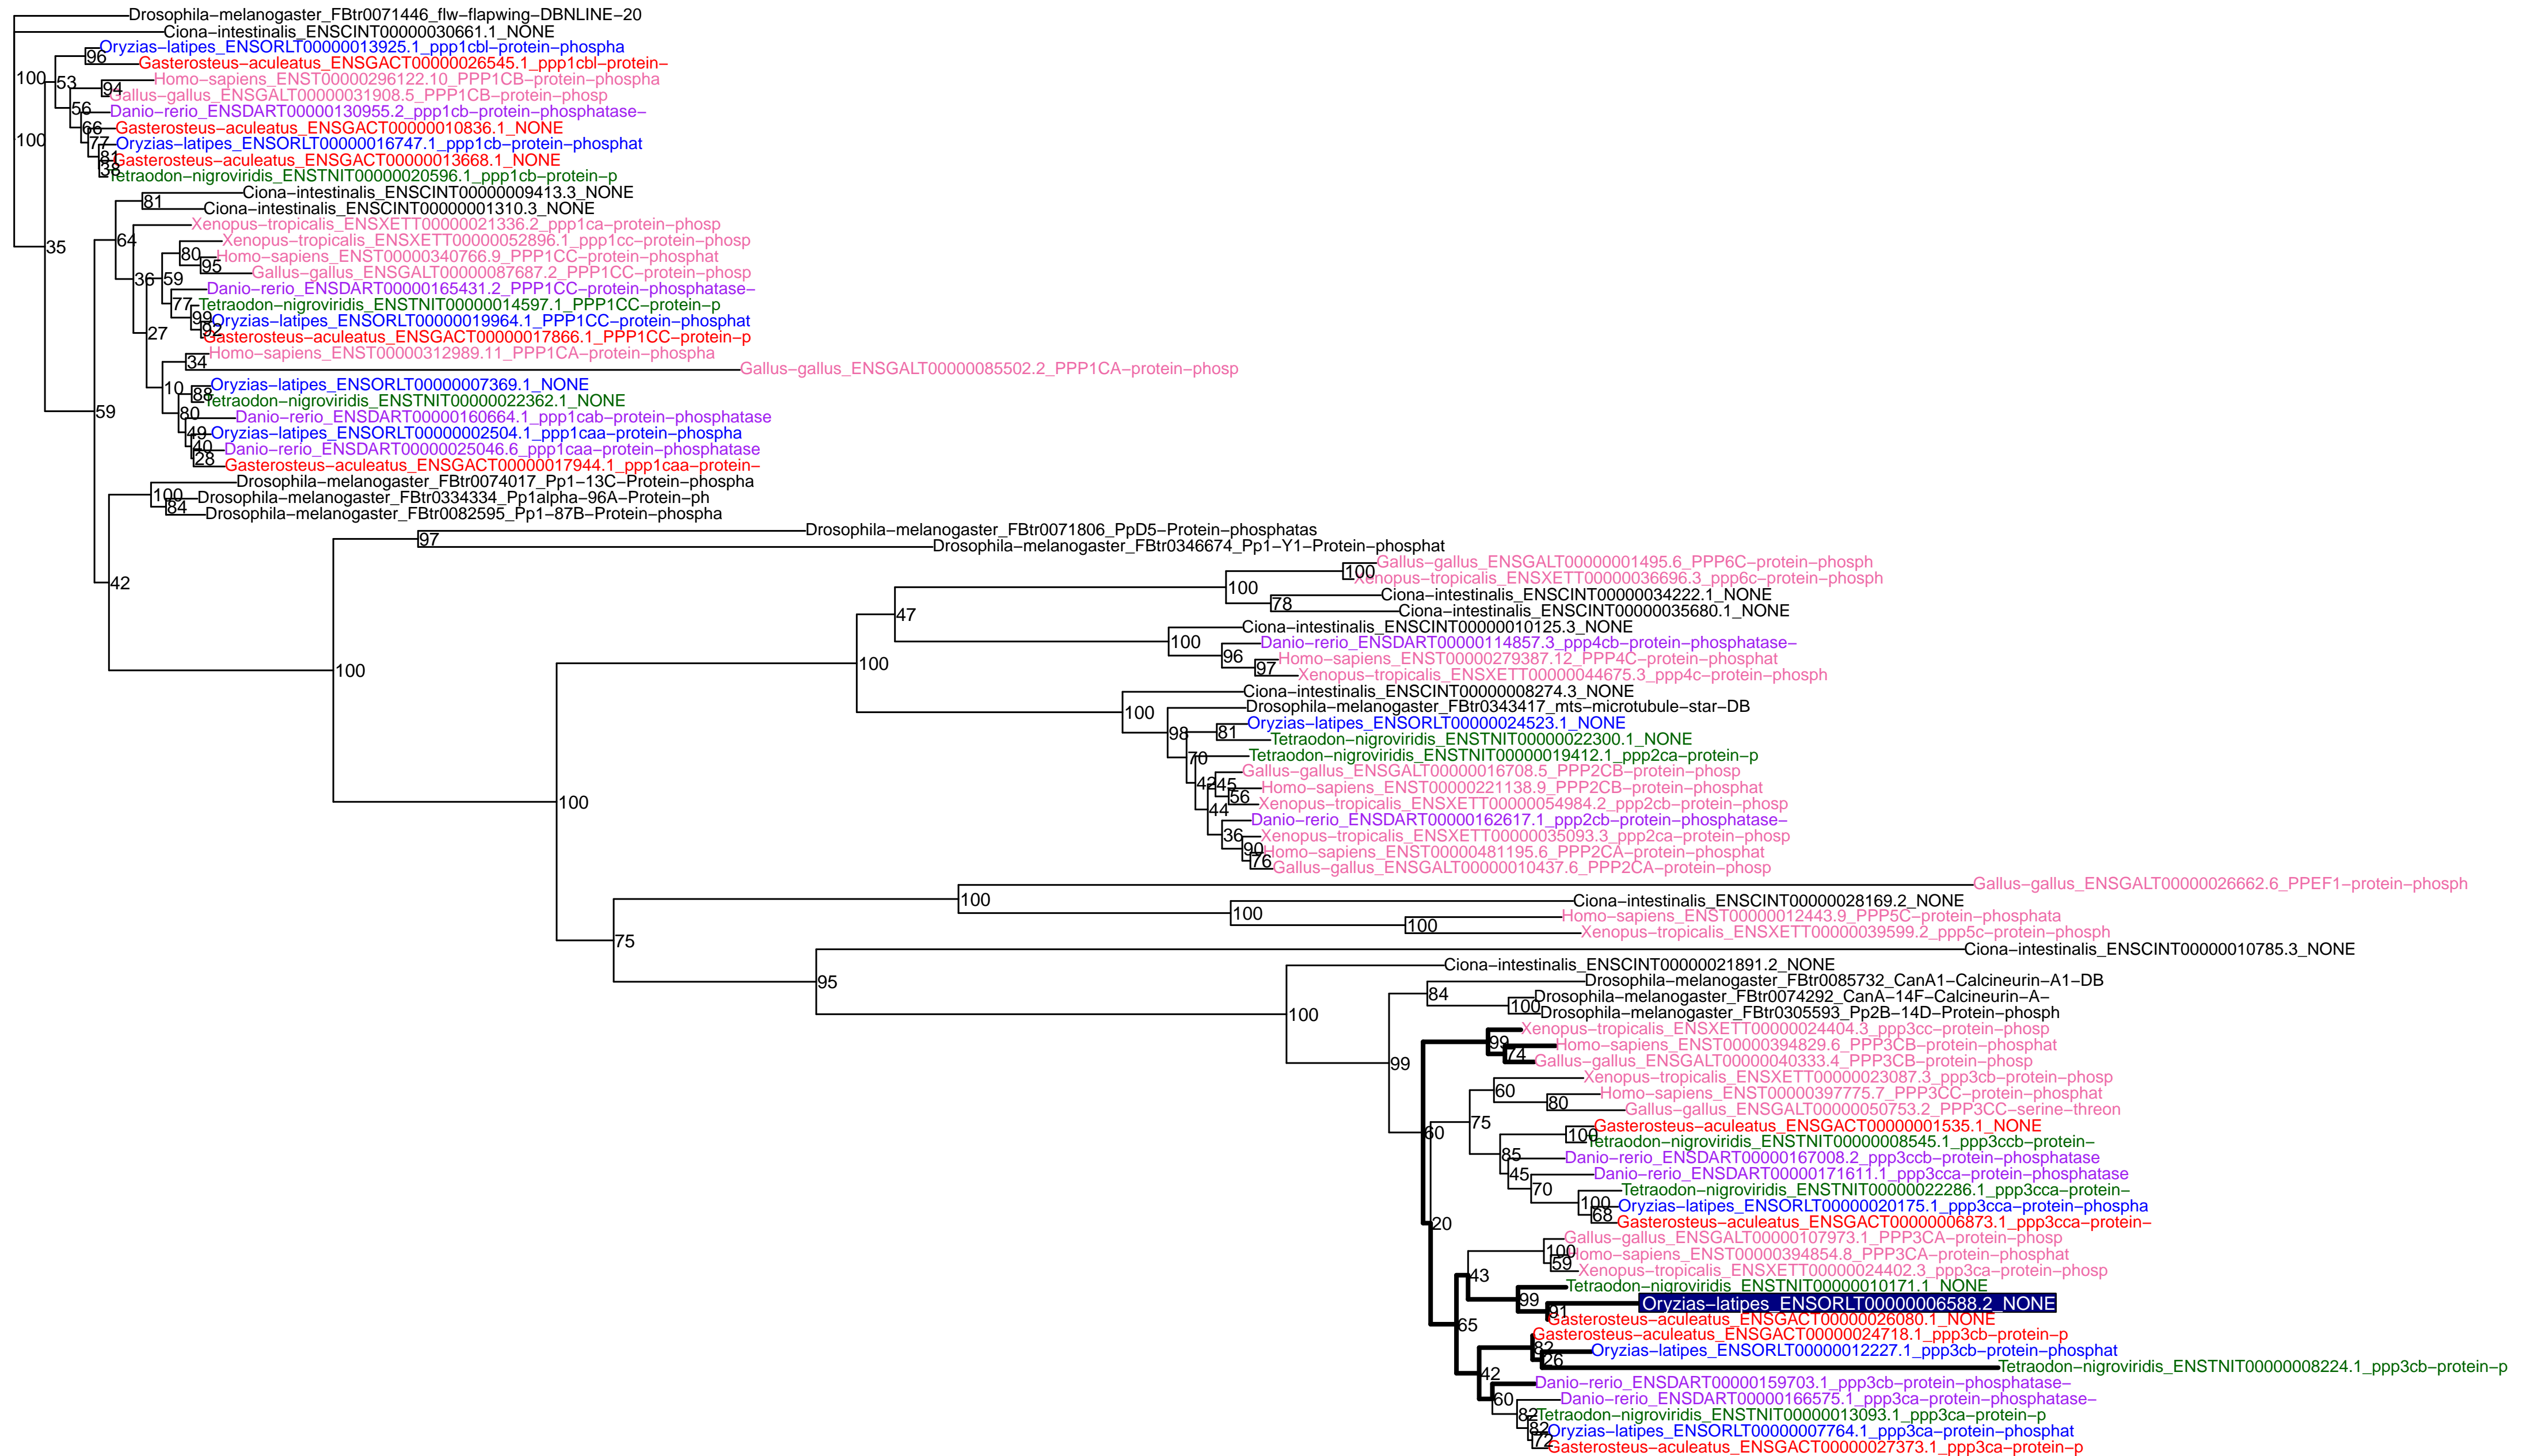 Drosophila−melanogaster_FBtr0071446_flw−flapwing−DBNLINE−20
Ciona−intestinalis_ENSCINT00000030661.1_NONE
Oryzias−latipes_ENSORLT00000013925.1_ppp1cbl−protein−phospha
96
Gasterosteus−aculeatus_ENSGACT00000026545.1_ppp1cbl−protein−
100
53
Homo−sapiens_ENST00000296122.10_PPP1CB−protein−phospha
94
Gallus−gallus_ENSGALT00000031908.5_PPP1CB−protein−phosp
56
Danio−rerio_ENSDART00000130955.2_ppp1cb−protein−phosphatase−
66
Gasterosteus−aculeatus_ENSGACT00000010836.1_NONE
100
77
Oryzias−latipes_ENSORLT00000016747.1_ppp1cb−protein−phosphat
81
Gasterosteus−aculeatus_ENSGACT00000013668.1_NONE
38
Tetraodon−nigroviridis_ENSTNIT00000020596.1_ppp1cb−protein−p
Ciona−intestinalis_ENSCINT00000009413.3_NONE
81
Ciona−intestinalis_ENSCINT00000001310.3_NONE
Xenopus−tropicalis_ENSXETT00000021336.2_ppp1ca−protein−phosp
35
64
Xenopus−tropicalis_ENSXETT00000052896.1_ppp1cc−protein−phosp
80
Homo−sapiens_ENST00000340766.9_PPP1CC−protein−phosphat
95
Gallus−gallus_ENSGALT00000087687.2_PPP1CC−protein−phosp
36
59
Danio−rerio_ENSDART00000165431.2_PPP1CC−protein−phosphatase−
77
Tetraodon−nigroviridis_ENSTNIT00000014597.1_PPP1CC−protein−p
99
Oryzias−latipes_ENSORLT00000019964.1_PPP1CC−protein−phosphat
92
27
Gasterosteus−aculeatus_ENSGACT00000017866.1_PPP1CC−protein−p
Homo−sapiens_ENST00000312989.11_PPP1CA−protein−phospha
34
Gallus−gallus_ENSGALT00000085502.2_PPP1CA−protein−phosp
10
Oryzias−latipes_ENSORLT00000007369.1_NONE
88
Tetraodon−nigroviridis_ENSTNIT00000022362.1_NONE
59
80
Danio−rerio_ENSDART00000160664.1_ppp1cab−protein−phosphatase
49
Oryzias−latipes_ENSORLT00000002504.1_ppp1caa−protein−phospha
40
Danio−rerio_ENSDART00000025046.6_ppp1caa−protein−phosphatase
28
Gasterosteus−aculeatus_ENSGACT00000017944.1_ppp1caa−protein−
Drosophila−melanogaster_FBtr0074017_Pp1−13C−Protein−phospha
100
Drosophila−melanogaster_FBtr0334334_Pp1alpha−96A−Protein−ph
84
Drosophila−melanogaster_FBtr0082595_Pp1−87B−Protein−phospha
Drosophila−melanogaster_FBtr0071806_PpD5−Protein−phosphatas
97
Drosophila−melanogaster_FBtr0346674_Pp1−Y1−Protein−phosphat
42
Gallus−gallus_ENSGALT00000001495.6_PPP6C−protein−phosph
100
Xenopus−tropicalis_ENSXETT00000036696.3_ppp6c−protein−phosph
100
Ciona−intestinalis_ENSCINT00000034222.1_NONE
78
Ciona−intestinalis_ENSCINT00000035680.1_NONE
47
Ciona−intestinalis_ENSCINT00000010125.3_NONE
100
Danio−rerio_ENSDART00000114857.3_ppp4cb−protein−phosphatase−
96
Homo−sapiens_ENST00000279387.12_PPP4C−protein−phosphat
97
Xenopus−tropicalis_ENSXETT00000044675.3_ppp4c−protein−phosph
100
100
Ciona−intestinalis_ENSCINT00000008274.3_NONE
100
Drosophila−melanogaster_FBtr0343417_mts−microtubule−star−DB
Oryzias−latipes_ENSORLT00000024523.1_NONE
98
81
Tetraodon−nigroviridis_ENSTNIT00000022300.1_NONE
70
Tetraodon−nigroviridis_ENSTNIT00000019412.1_ppp2ca−protein−p
Gallus−gallus_ENSGALT00000016708.5_PPP2CB−protein−phosp
42
45
Homo−sapiens_ENST00000221138.9_PPP2CB−protein−phosphat
56
Xenopus−tropicalis_ENSXETT00000054984.2_ppp2cb−protein−phosp
100
44
Danio−rerio_ENSDART00000162617.1_ppp2cb−protein−phosphatase−
36
Xenopus−tropicalis_ENSXETT00000035093.3_ppp2ca−protein−phosp
90
Homo−sapiens_ENST00000481195.6_PPP2CA−protein−phosphat
76
Gallus−gallus_ENSGALT00000010437.6_PPP2CA−protein−phosp
Gallus−gallus_ENSGALT00000026662.6_PPEF1−protein−phosph
100
Ciona−intestinalis_ENSCINT00000028169.2_NONE
100
Homo−sapiens_ENST00000012443.9_PPP5C−protein−phosphata
100
Xenopus−tropicalis_ENSXETT00000039599.2_ppp5c−protein−phosph
75
Ciona−intestinalis_ENSCINT00000010785.3_NONE
95
Ciona−intestinalis_ENSCINT00000021891.2_NONE
Drosophila−melanogaster_FBtr0085732_CanA1−Calcineurin−A1−DB
84
Drosophila−melanogaster_FBtr0074292_CanA−14F−Calcineurin−A−
100
Drosophila−melanogaster_FBtr0305593_Pp2B−14D−Protein−phosph
100
Xenopus−tropicalis_ENSXETT00000024404.3_ppp3cc−protein−phosp
99
Homo−sapiens_ENST00000394829.6_PPP3CB−protein−phosphat
74
Gallus−gallus_ENSGALT00000040333.4_PPP3CB−protein−phosp
99
Xenopus−tropicalis_ENSXETT00000023087.3_ppp3cb−protein−phosp
60
Homo−sapiens_ENST00000397775.7_PPP3CC−protein−phosphat
80
Gallus−gallus_ENSGALT00000050753.2_PPP3CC−serine−threon
75
Gasterosteus−aculeatus_ENSGACT00000001535.1_NONE
60
100
Tetraodon−nigroviridis_ENSTNIT00000008545.1_ppp3ccb−protein−
85
Danio−rerio_ENSDART00000167008.2_ppp3ccb−protein−phosphatase
45
Danio−rerio_ENSDART00000171611.1_ppp3cca−protein−phosphatase
70
Tetraodon−nigroviridis_ENSTNIT00000022286.1_ppp3cca−protein−
100
Oryzias−latipes_ENSORLT00000020175.1_ppp3cca−protein−phospha
68
Gasterosteus−aculeatus_ENSGACT00000006873.1_ppp3cca−protein−
20
Gallus−gallus_ENSGALT00000107973.1_PPP3CA−protein−phosp
100
Homo−sapiens_ENST00000394854.8_PPP3CA−protein−phosphat
59
Xenopus−tropicalis_ENSXETT00000024402.3_ppp3ca−protein−phosp
43
Tetraodon−nigroviridis_ENSTNIT00000010171.1_NONE
99
Oryzias−latipes_ENSORLT00000006588.2_NONE
91
Gasterosteus−aculeatus_ENSGACT00000026080.1_NONE
65
Gasterosteus−aculeatus_ENSGACT00000024718.1_ppp3cb−protein−p
82
Oryzias−latipes_ENSORLT00000012227.1_ppp3cb−protein−phosphat
26
Tetraodon−nigroviridis_ENSTNIT00000008224.1_ppp3cb−protein−p
42
Danio−rerio_ENSDART00000159703.1_ppp3cb−protein−phosphatase−
60
Danio−rerio_ENSDART00000166575.1_ppp3ca−protein−phosphatase−
82
Tetraodon−nigroviridis_ENSTNIT00000013093.1_ppp3ca−protein−p
82
Oryzias−latipes_ENSORLT00000007764.1_ppp3ca−protein−phosphat
72
Gasterosteus−aculeatus_ENSGACT00000027373.1_ppp3ca−protein−p